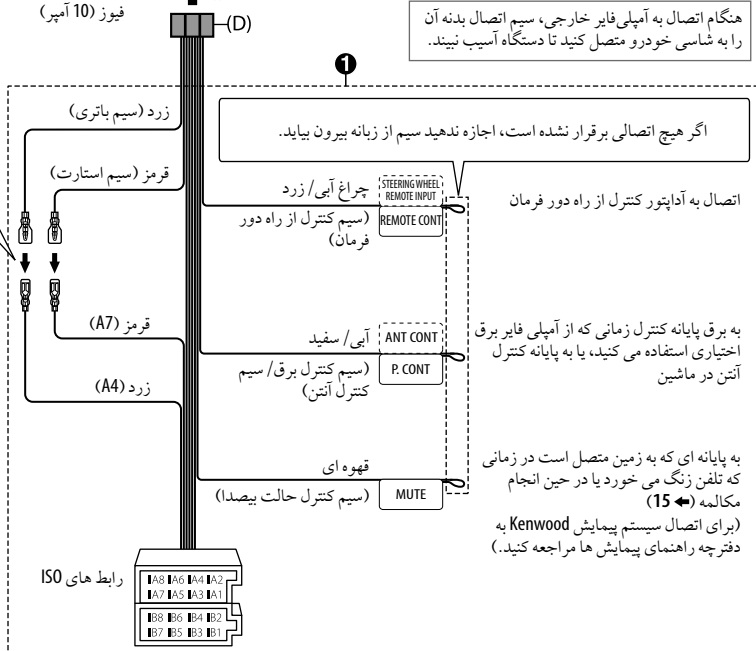 فیوز (10 آمپر)
(D)
هنگام اتصال به آمپلی‌فایر خارجی، سیم اتصال بدنه آن
را به شاسی خودرو متصل کنید تا دستگاه آسیب نبیند.
1
زرد (سیم باتری)
اگر هیچ اتصالی برقرار نشده است، اجازه ندهید سیم از زبانه بیرون بیاید.
قرمز (سیم استارت)
چراغ آبی/ زرد
(سیم کنترل از راه دور
فرمان)
STEERING WHEEL
REMOTE INPUT
REMOTE CONT
اتصال به آداپتور کنترل از راه دور فرمان
قرمز (A7)
آبی/ سفید
(سیم کنترل برق/ سیم
کنترل آنتن)
ANT CONT
P. CONT
به برق پایانه کنترل زمانی که از آمپلی فایر برق
اختیاری استفاده می کنید، یا به پایانه کنترل
آنتن در ماشین
زرد (A4)
قهوه ای
(سیم کنترل حالت بیصدا)
MUTE
به پایانه ای که به زمین متصل است در زمانی
که تلفن زنگ می خورد یا در حین انجام
مکالمه (➜ 15)
(برای اتصال سیستم پیمایش Kenwood به
دفترچه راهنمای پیمایش ها مراجعه کنید.)
رابط های ISO
A8 A6 A4 A2
A7 A5 A3 A1
B8 B6 B4 B2
B7 B5 B3 B1